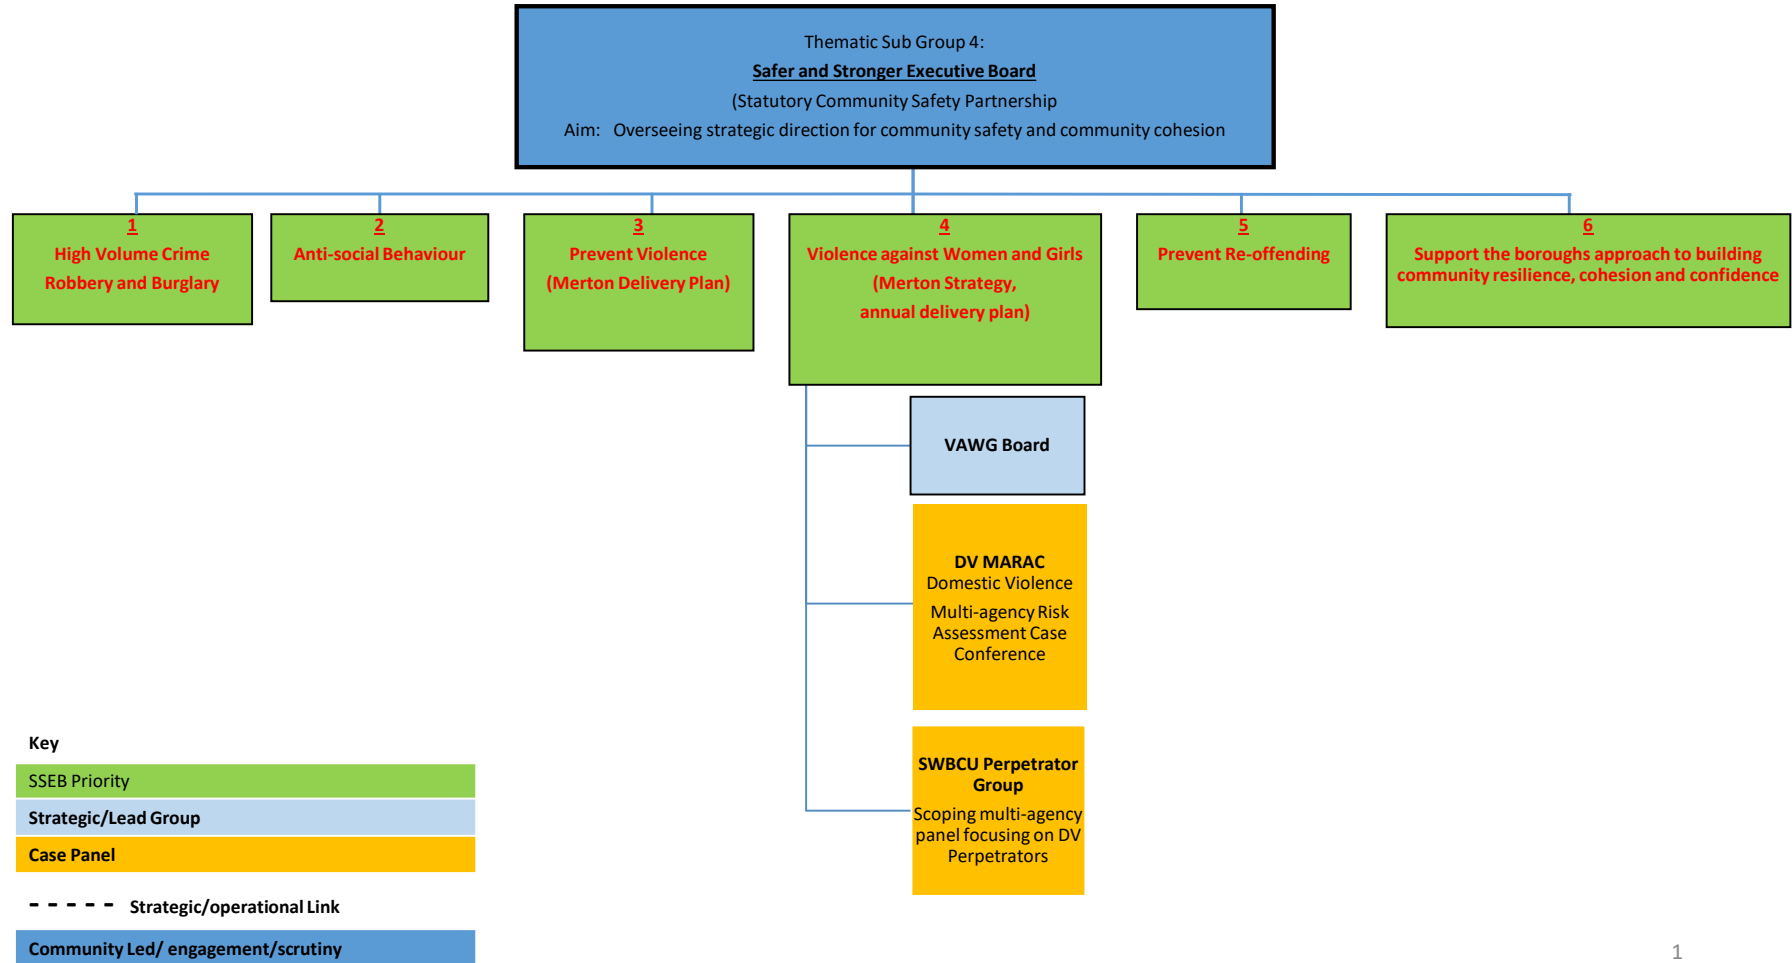 Thematic Sub Group 4:
Safer and Stronger Executive Board
(Statutory Community Safety Partnership
Aim: Overseeing strategic direction for community safety and community cohesion
1
High Volume Crime
Robbery and Burglary
2
Anti-social Behaviour
3
Prevent Violence
(Merton Delivery Plan)
4
Violence against Women and Girls
(Merton Strategy,
annual delivery plan)
5
Prevent Re-offending
6
Support the boroughs approach to building
community resilience, cohesion and confidence
VAWG Board
DV MARAC
Domestic Violence
Multi-agency Risk
Assessment Case
Conference
SWBCU Perpetrator
Group
Scoping multi-agency
panel focusing on DV
Perpetrators
Key
SSEB Priority
Strategic/Lead Group
Case Panel
Strategic/operational Link
Community Led/ engagement/scrutiny
1